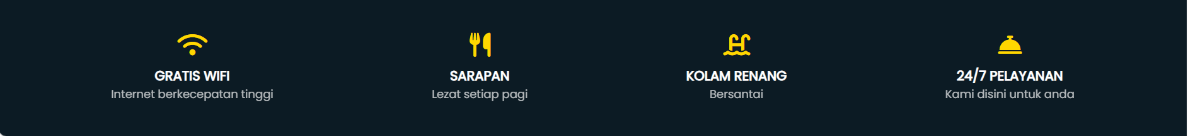 GRATIS WIFI
Internet berkecepatan tinggi
SARAPAN
Lezat setiap pagi
KOLAM RENANG
Bersantai
24/7 PELAYANAN
Kami disini untuk anda